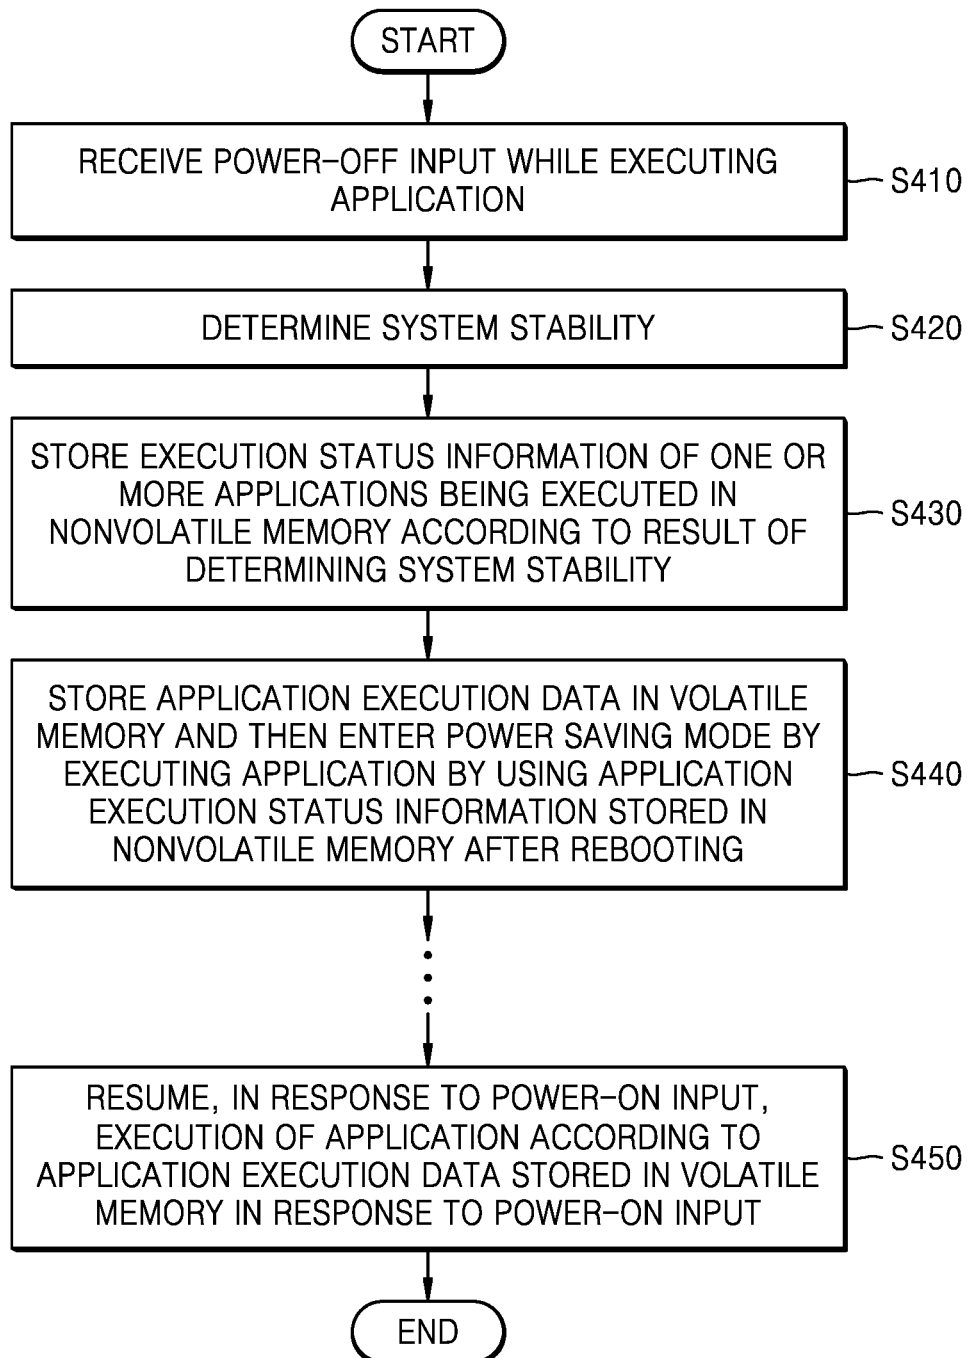 START
RECEIVE POWER-OFF INPUT WHILE EXECUTING
APPLICATION
S410
DETERMINE SYSTEM STABILITY
S420
STORE EXECUTION STATUS INFORMATION OF ONE OR
MORE APPLICATIONS BEING EXECUTED IN
NONVOLATILE MEMORY ACCORDING TO RESULT OF
DETERMINING SYSTEM STABILITY
S430
STORE APPLICATION EXECUTION DATA IN VOLATILE
MEMORY AND THEN ENTER POWER SAVING MODE BY
EXECUTING APPLICATION BY USING APPLICATION
EXECUTION STATUS INFORMATION STORED IN
NONVOLATILE MEMORY AFTER REBOOTING
S440
RESUME, IN RESPONSE TO POWER-ON INPUT,
EXECUTION OF APPLICATION ACCORDING TO
APPLICATION EXECUTION DATA STORED IN VOLATILE
MEMORY IN RESPONSE TO POWER-ON INPUT
S450
END